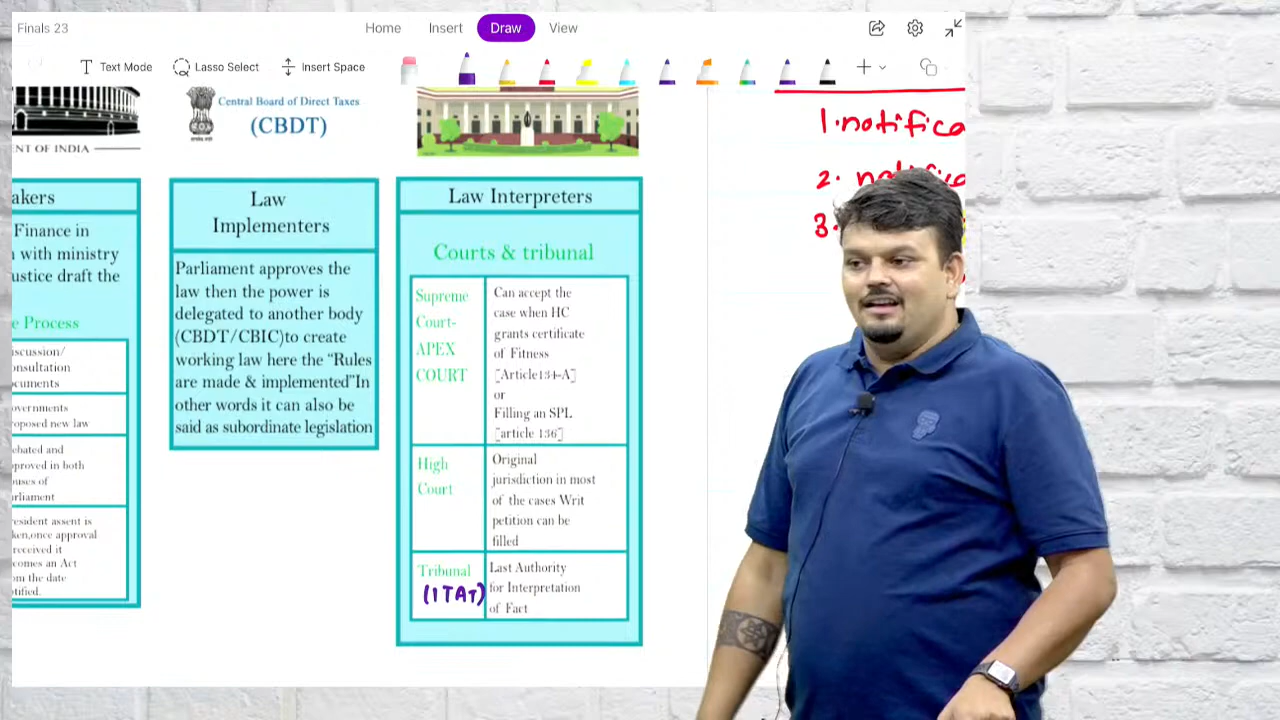 Finals 23
Home
Insert
Draw
View
Text Mode
Lasso Select
Insert Space
ENT OF INDIA
Central Board of Direct Taxes
(CBDT)
1. notifica
2. notifica
3.
akers
Finance in
with ministry
ustice draft the
e Process
scussion/
onsultation
ocuments
overnments
roposed new law
ebated and
proved in both
ouses of
rliament
resident assent is
ken,once approval
received it
comes an Act
om the date
tified.
Law
Implementers
Parliament approves the
law then the power is
delegated to another body
(CBDT/CBIC)to create
working law here the "Rules
are made & implemented"In
other words it can also be
said as subordinate legislation
Law Interpreters
Courts & tribunal
Supreme
Court-
APEX
COURT
Can accept the
case when HC
grants certificate
of Fitness
[Article134-A]
or
Filling an SPL
[article 136]
High
Court
Original
jurisdiction in most
of the cases Writ
petition can be
filled
Tribunal
(ITAT)
Last Authority
for Interpretation
of Fact